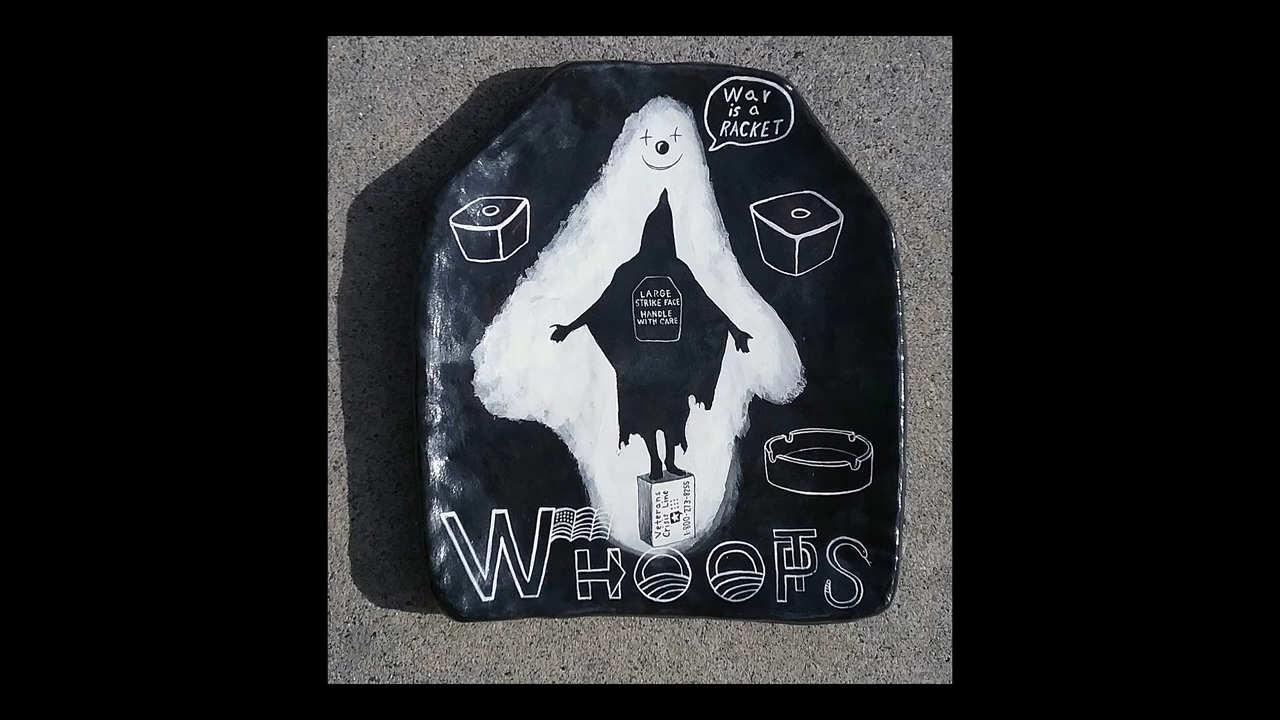 War
is a
RACKET
LARGE
STRIKE FACE
HANDLE
WITH CARE
Veterans
Crisis Line
1-800-273-8255
WHOOPS